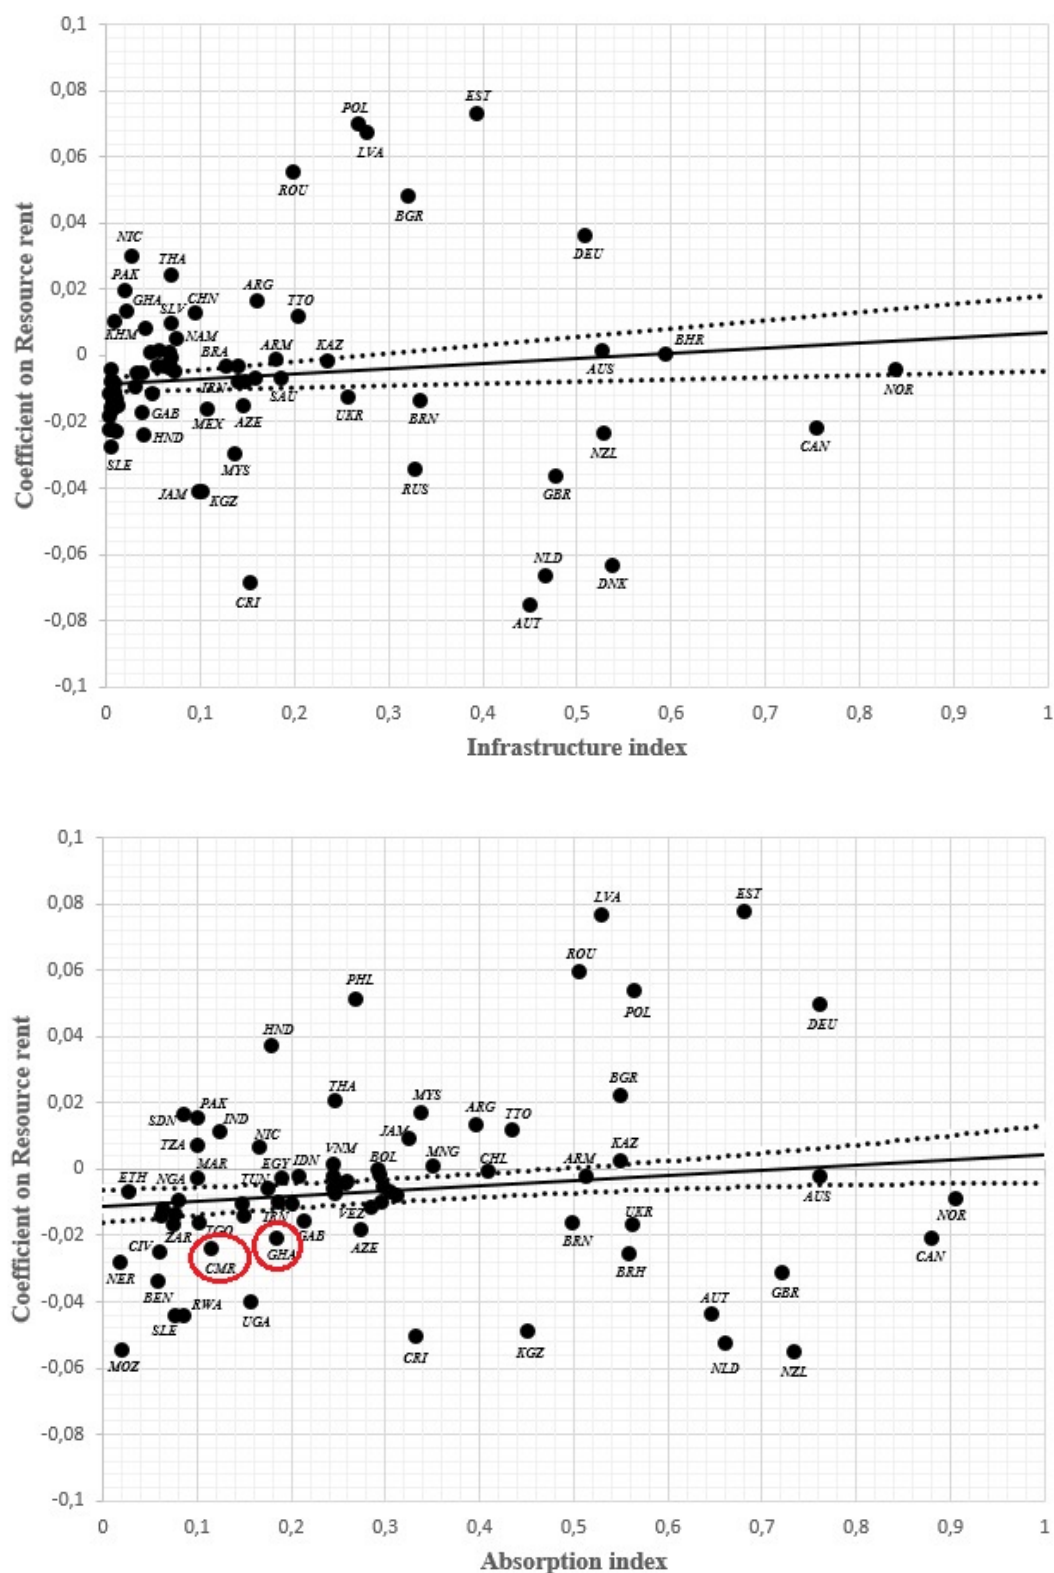 0,1
EST
0,08
POL
LVA
0,06
ROU
BGR
0,04
NIC
DEU
THA
PAK
ARG
0,02
GHA
CHN
TTO
SLV
KHM
NAM
BRA
ARM
KAZ
BHR
0
AUS
IRN
SAU
NOR
GAB
MEX
AZE
UKR
BRN
-0,02
HND
CAN
SLE
MYS
NZL
RUS
GBR
-0,04
JAM
KGZ
NLD
DNK
-0,06
CRI
AUT
-0,08
-0,1
0 0,1 0,2 0,3 0,4 0,5 0,6 0,7 0,8 0,9 1
Coefficient on Resource rent
Infrastructure index
0,1
LVA
EST
0,08
ROU
0,06
PHL
POL
DEU
0,04
HND
THA
MYS
BGR
0,02
SDN
PAK
IND
ARG
TTO
NIC
JAM
TZA
KAZ
VNM
MNG
MAR
EGY
IDN
BOL
CHL
ARM
0
ETH
NGA
TUN
AUS
IRN
VEZ
UKR
NOR
ZAR
TGO
GAB
-0,02
CIV
AZE
BRN
CAN
GHA
CMR
NER
BRH
BEN
GBR
RWA
AUT
-0,04
SLE
UGA
CRI
KGZ
MOZ
NLD
NZL
-0,06
-0,08
-0,1
0 0,1 0,2 0,3 0,4 0,5 0,6 0,7 0,8 0,9 1
Coefficient on Resource rent
Absorption index